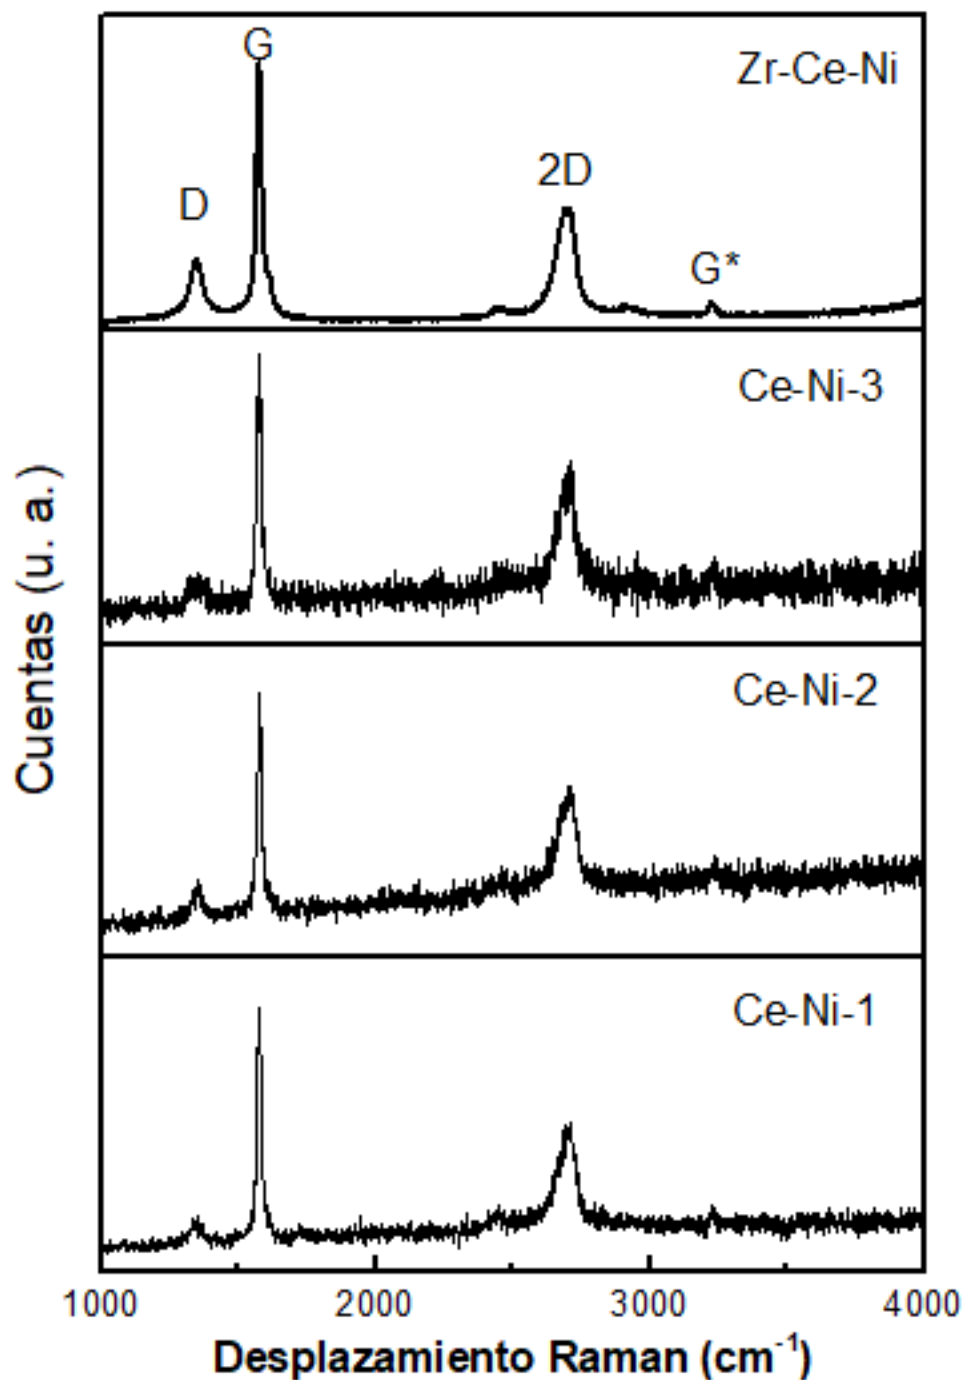 G
Zr-Ce-Ni
D
2D
G*
Ce-Ni-3
Ce-Ni-2
Ce-Ni-1
Cuentas (u. a.)
1000 2000 3000 4000
Desplazamiento Raman (cm⁻¹)